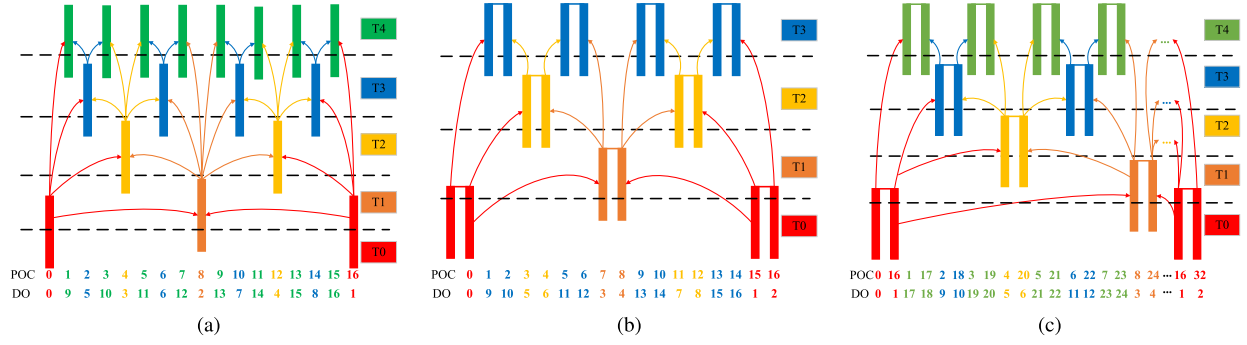 T4
T3
T2
T1
T0
POC 0 1 2 3 4 5 6 7 8 9 10 11 12 13 14 15 16
DO 0 9 5 10 3 11 6 12 2 13 7 14 4 15 8 16 1
(a)
T3
T2
T1
T0
POC 0 1 2 3 4 5 6 7 8 9 10 11 12 13 14 15 16
DO 0 9 10 5 6 11 12 3 4 13 14 7 8 15 16 1 2
(b)
T4
T3
T2
T1
T0
...
...
...
POC 0 16 1 17 2 18 3 19 4 20 5 21 6 22 7 23 8 24 ... 16 32
DO 0 1 17 18 9 10 19 20 5 6 21 22 11 12 23 24 3 4 ... 1 2
(c)